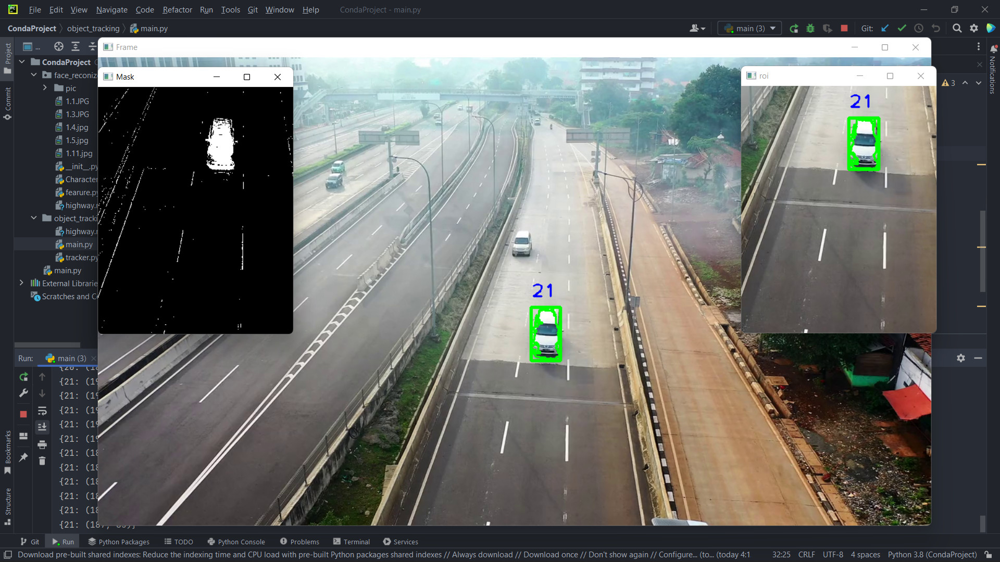 PC
File Edit View Navigate Code Refactor Run Tools Git Window Help CondaProject - main.py
CondaProject object_tracking main.py main (3) Git:
Project
Commit
Bookmarks
Structure
Notifications
...
CondaProject
face_reconiz
pic
1.1.JPG
1.3.JPG
1.4.jpg
1.5.jpg
1.11.jpg
__init__.py
Character
fearure.py
highway.
object_tracki
highway.
main.py
tracker.py
main.py
External Librarie
Scratches and Co
Frame
Mask
roi
21
21
3
Run: main (3)
{20: (18
{21: (19
{21: (19
{21: (19
{21: (19
{21: (19
{21: (18
{21: (18
{21: (18
{21: (18
{21: (18
{21: (187,
Git Run Python Packages TODO Python Console Problems Terminal Services
Download pre-built shared indexes: Reduce the indexing time and CPU load with pre-built Python packages shared indexes // Always download // Download once // Don't show again // Configure... (to... (today 4:1 32:25 CRLF UTF-8 4 spaces Python 3.8 (CondaProject)